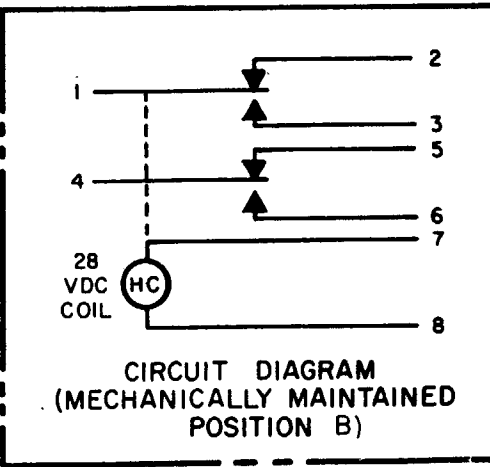 2
1
3
5
4
6
7
28
VDC
COIL
HC
8
CIRCUIT DIAGRAM
(MECHANICALLY MAINTAINED
POSITION B)